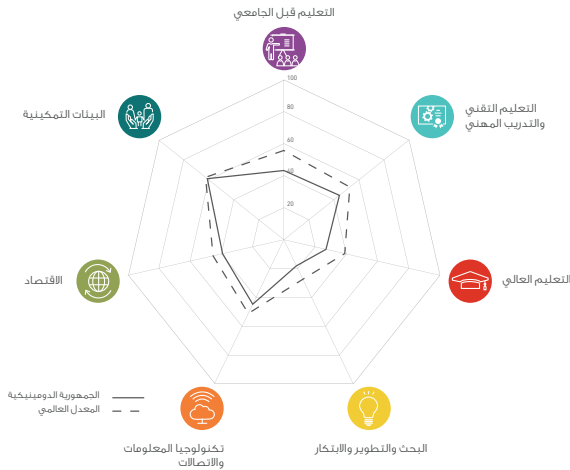 التعليم قبل الجامعي
100
80
60
40
20
التعليم التقني
والتدريب المهني
البيئات التمكينية
التعليم العالي
الاقتصاد
الجمهورية الدومينيكية
المعدل العالمي
البحث والتطوير والابتكار
تكنولوجيا المعلومات
والاتصالات